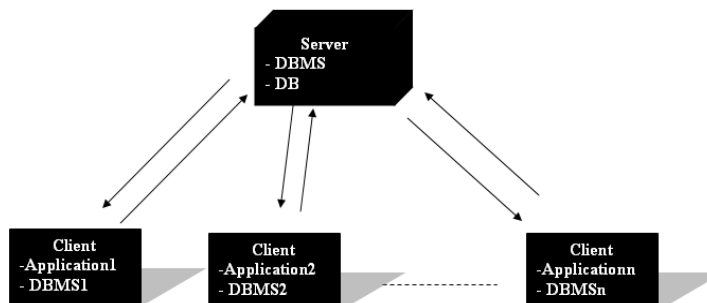 Server
- DBMS
- DB
Client
-Application1
- DBMS1
Client
-Application2
- DBMS2
Client
-Applicationn
- DBMSn